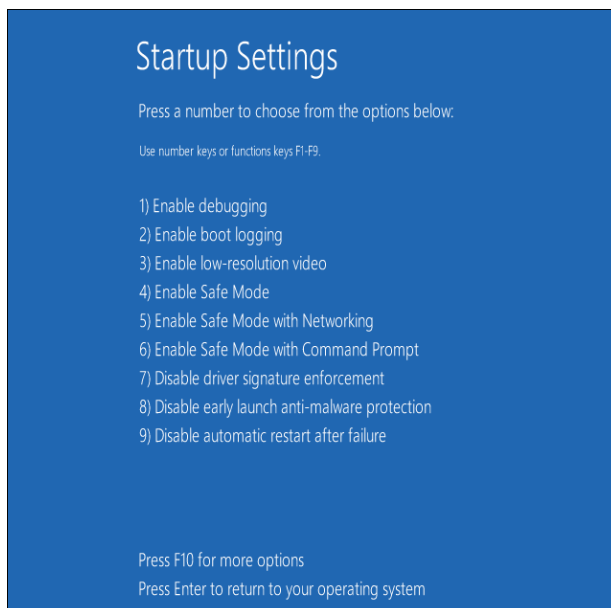 Startup Settings
Press a number to choose from the options below:
Use number keys or functions keys F1-F9.
1) Enable debugging
2) Enable boot logging
3) Enable low-resolution video
4) Enable Safe Mode
5) Enable Safe Mode with Networking
6) Enable Safe Mode with Command Prompt
7) Disable driver signature enforcement
8) Disable early launch anti-malware protection
9) Disable automatic restart after failure
Press F10 for more options
Press Enter to return to your operating system